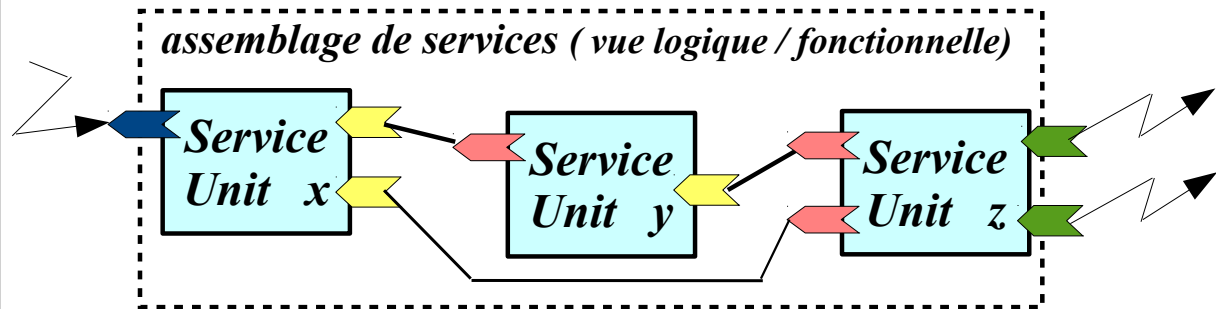 assemblage de services ( vue logique / fonctionnelle)
Service
Unit x
Service
Unit y
Service
Unit z